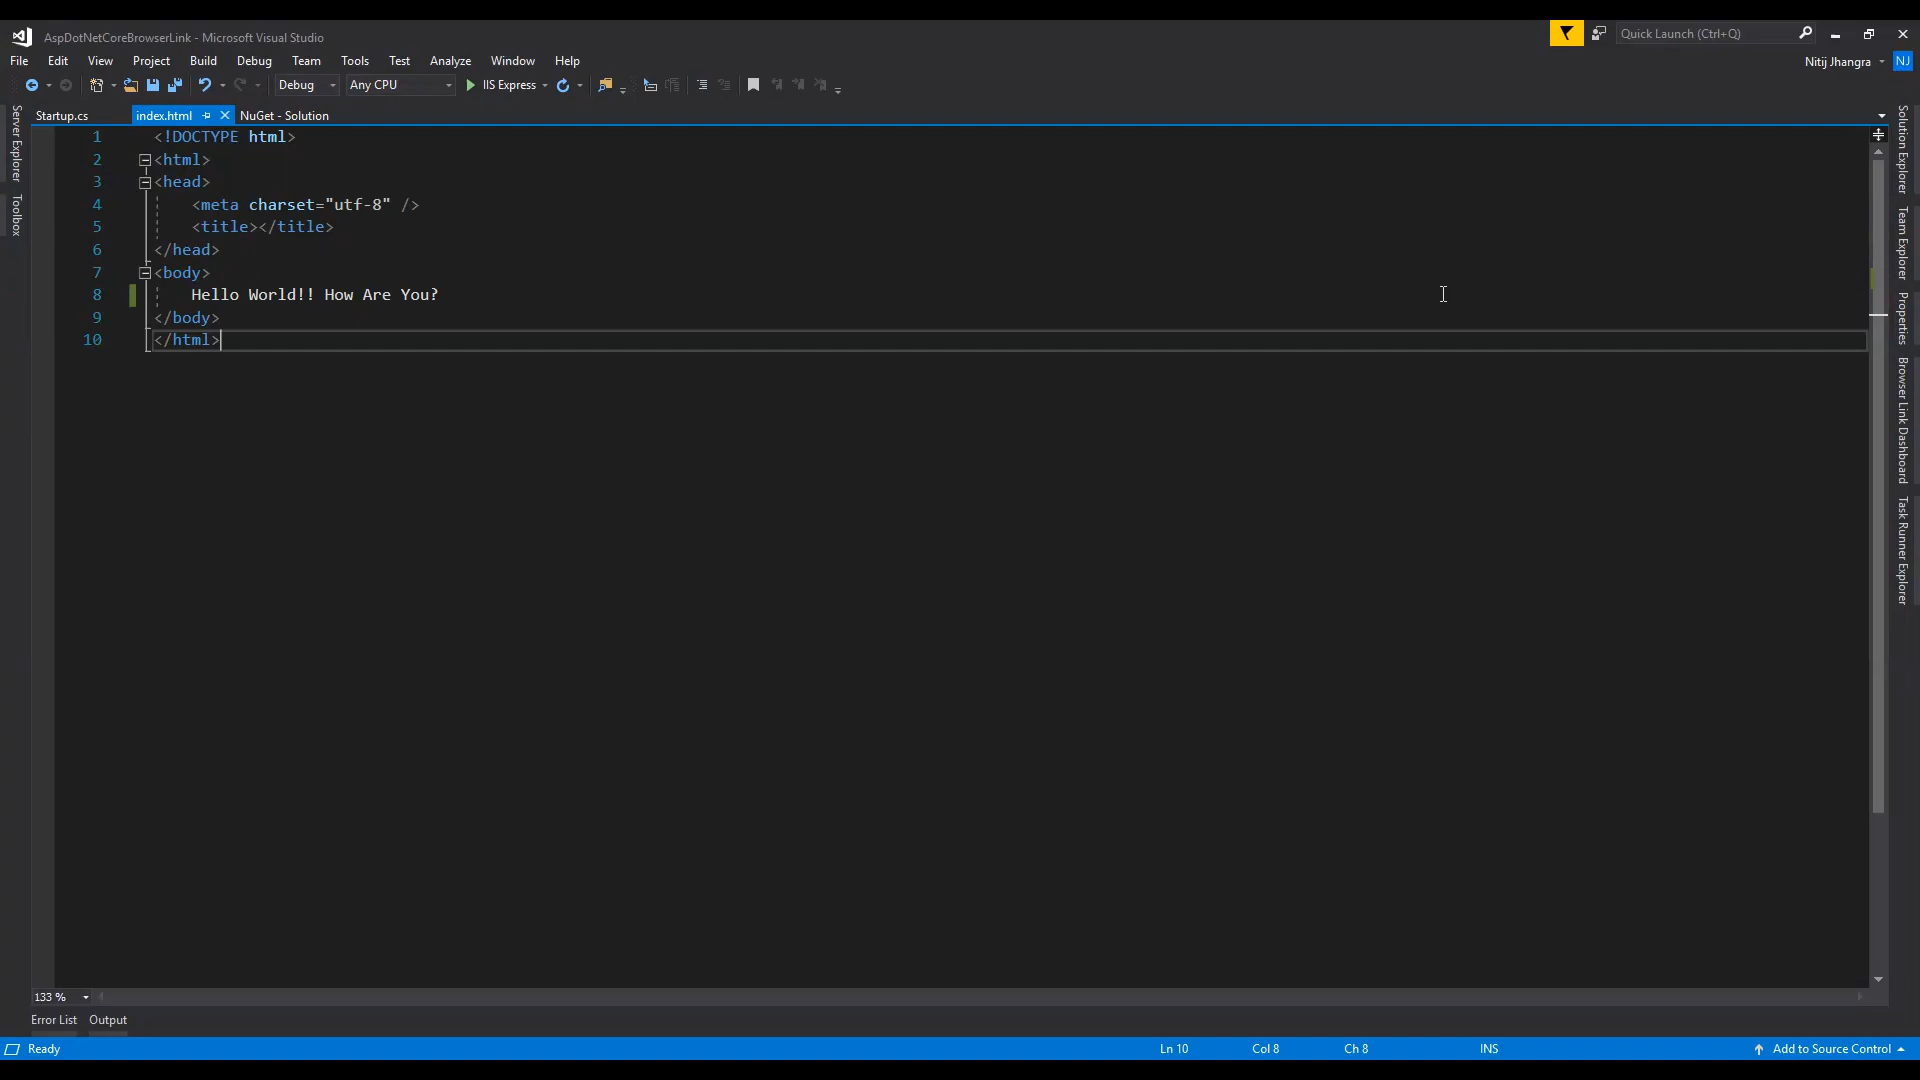 AspDotNetCoreBrowserLink - Microsoft Visual Studio
Quick Launch (Ctrl+Q)
File Edit View Project Build Debug Team Tools Test Analyze Window Help
Nitij Jhangra NJ
Debug Any CPU IIS Express
Startup.cs index.html NuGet - Solution
1 <!DOCTYPE html>
2 <html>
3 <head>
4 <meta charset="utf-8" />
5 <title></title>
6 </head>
7 <body>
8 Hello World!! How Are You?
9 </body>
10 </html>
Server Explorer
Toolbox
Solution Explorer
Team Explorer
Properties
Browser Link Dashboard
Task Runner Explorer
133 %
Error List Output
Ready Ln 10 Col 8 Ch 8 INS Add to Source Control